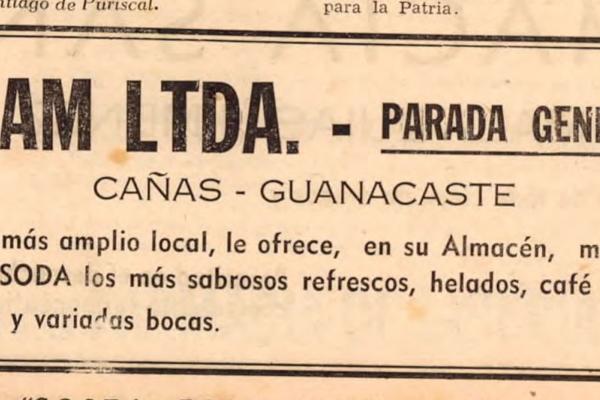 ntiago de Puriscal.
para la Patria.
AM LTDA. - PARADA GEN
CAÑAS - GUANACASTE
más amplio local, le ofrece, en su Almacén, m
SODA los más sabrosos refrescos, helados, café
y variadas bocas.